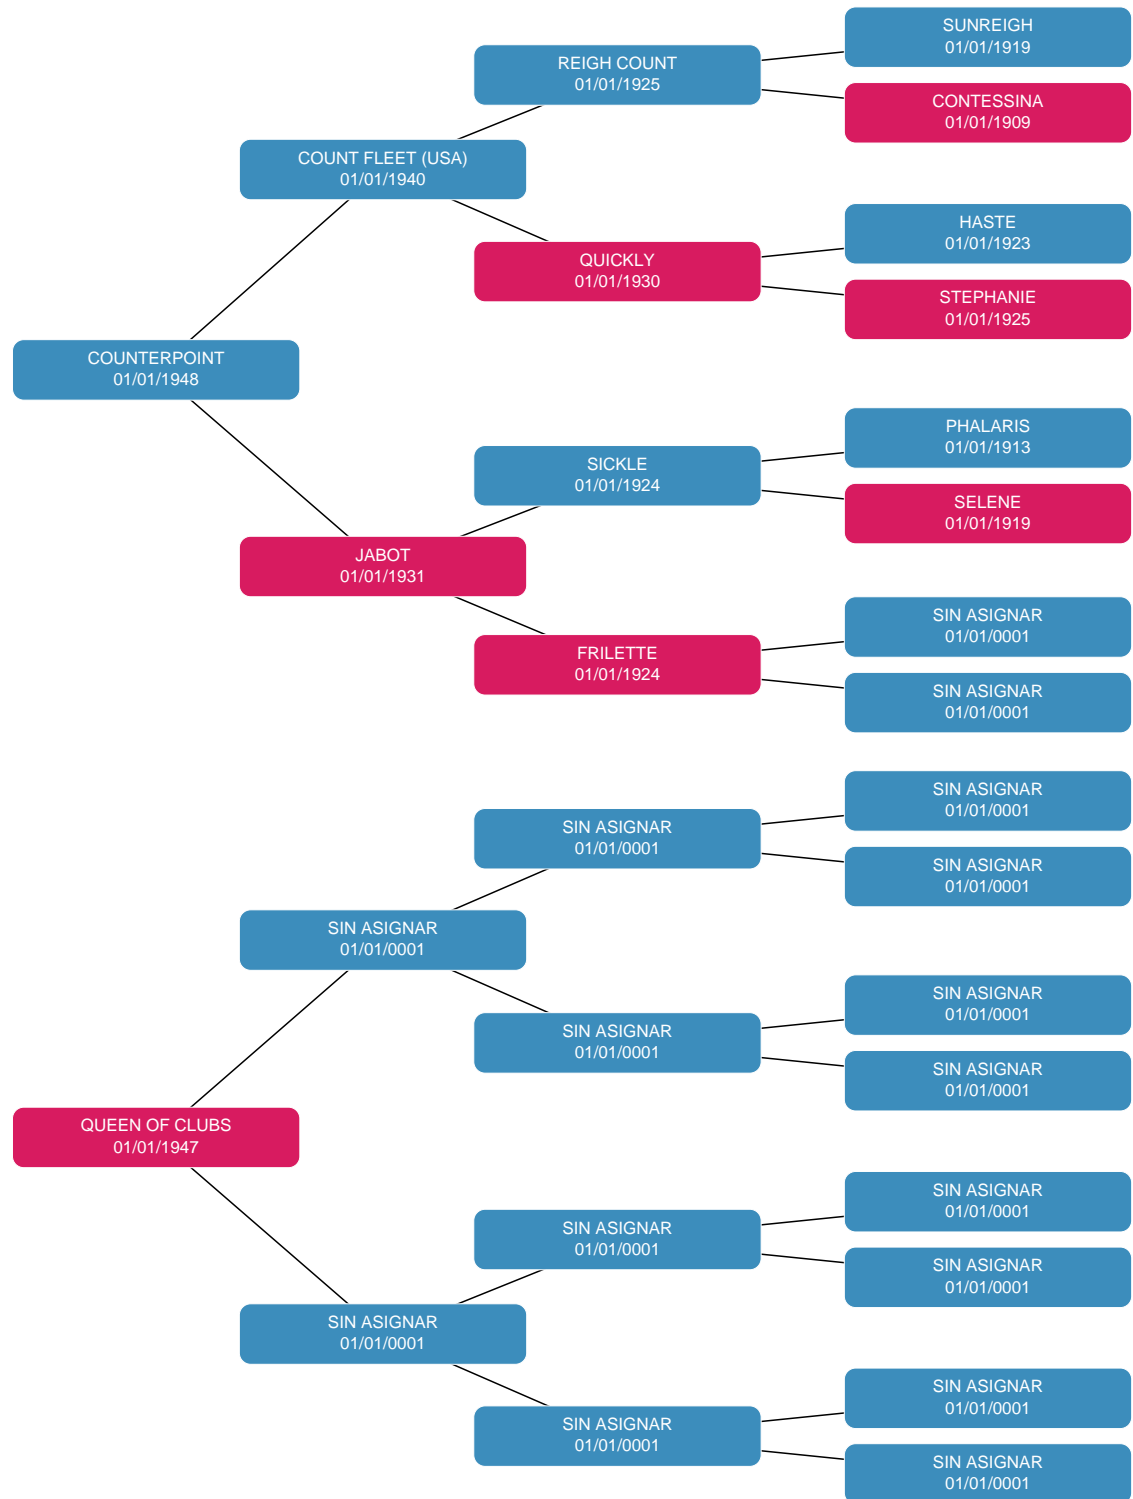 SUNREIGH
01/01/1919
REIGH COUNT
01/01/1925
CONTESSINA
01/01/1909
COUNT FLEET (USA)
01/01/1940
HASTE
01/01/1923
QUICKLY
01/01/1930
STEPHANIE
01/01/1925
COUNTERPOINT
01/01/1948
PHALARIS
01/01/1913
SICKLE
01/01/1924
SELENE
01/01/1919
JABOT
01/01/1931
SIN ASIGNAR
01/01/0001
FRILETTE
01/01/1924
SIN ASIGNAR
01/01/0001
SIN ASIGNAR
01/01/0001
SIN ASIGNAR
01/01/0001
SIN ASIGNAR
01/01/0001
SIN ASIGNAR
01/01/0001
SIN ASIGNAR
01/01/0001
SIN ASIGNAR
01/01/0001
SIN ASIGNAR
01/01/0001
QUEEN OF CLUBS
01/01/1947
SIN ASIGNAR
01/01/0001
SIN ASIGNAR
01/01/0001
SIN ASIGNAR
01/01/0001
SIN ASIGNAR
01/01/0001
SIN ASIGNAR
01/01/0001
SIN ASIGNAR
01/01/0001
SIN ASIGNAR
01/01/0001